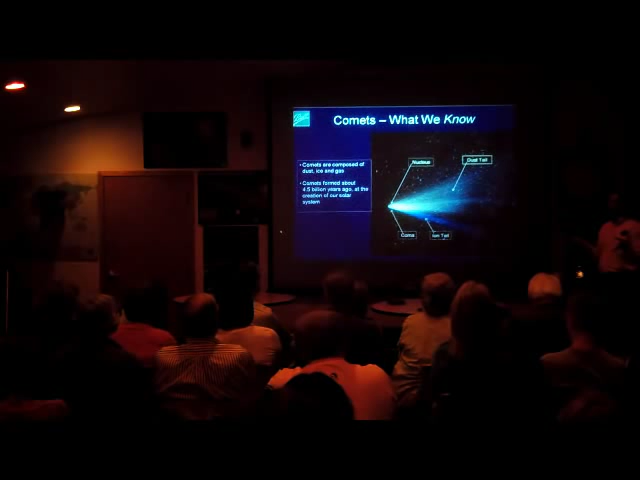 Ball
Comets – What We Know
• Comets are composed of
dust, ice and gas
• Comets formed about
4.5 billion years ago, at the
creation of our solar
system
Nucleus
Dust Tail
Coma
Ion Tail